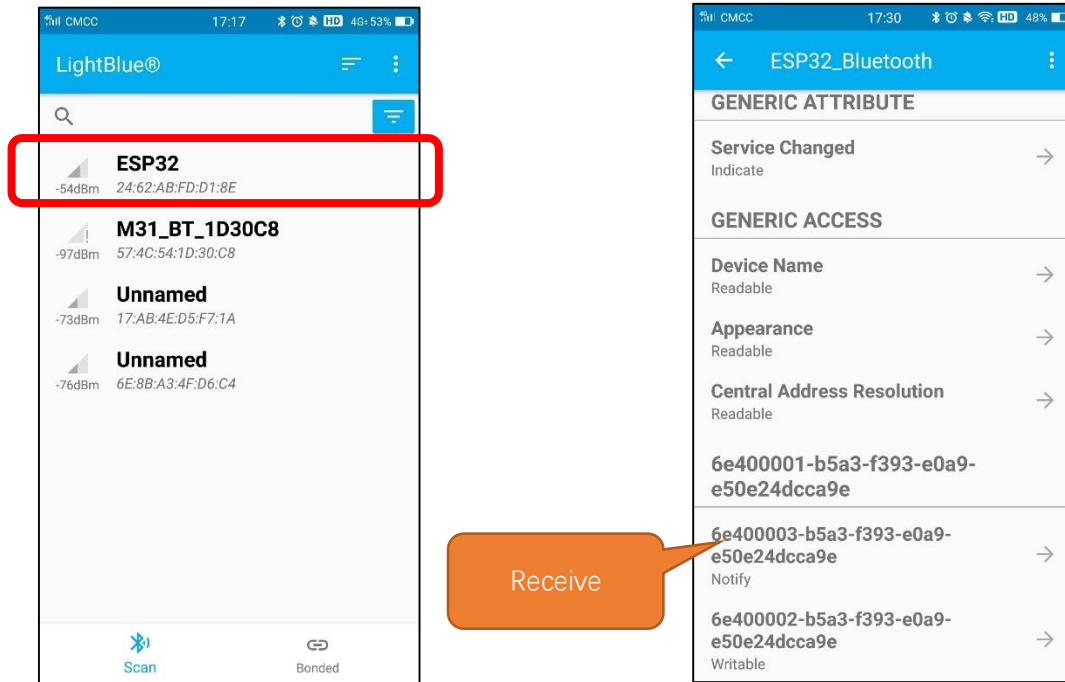 CMCC 17:17 HD 4G 53%
LightBlue®
ESP32
-54dBm 24:62:AB:FD:D1:8E
M31_BT_1D30C8
-97dBm 57:4C:54:1D:30:C8
Unnamed
-73dBm 17:AB:4E:D5:F7:1A
Unnamed
-76dBm 6E:8B:A3:4F:D6:C4
Scan
Bonded
Receive
CMCC 17:30 HD 48%
ESP32_Bluetooth
GENERIC ATTRIBUTE
Service Changed
Indicate
GENERIC ACCESS
Device Name
Readable
Appearance
Readable
Central Address Resolution
Readable
6e400001-b5a3-f393-e0a9-
e50e24dcca9e
6e400003-b5a3-f393-e0a9-
e50e24dcca9e
Notify
6e400002-b5a3-f393-e0a9-
e50e24dcca9e
Writable